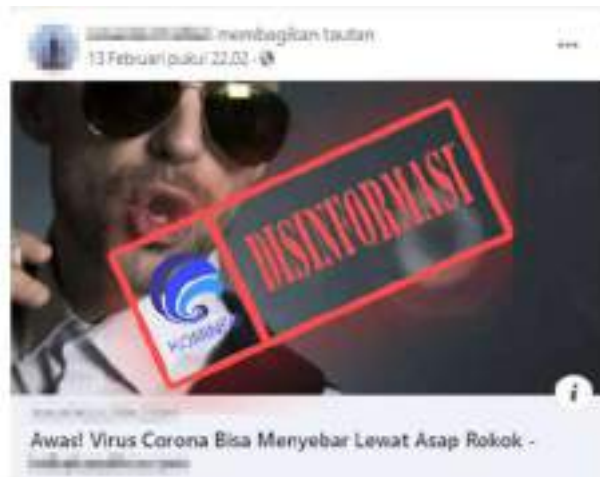 membagikan tautan
13 Februari pukul 22.02
DISINFORMASI
KOMINFO
Awas! Virus Corona Bisa Menyebar Lewat Asap Rokok -